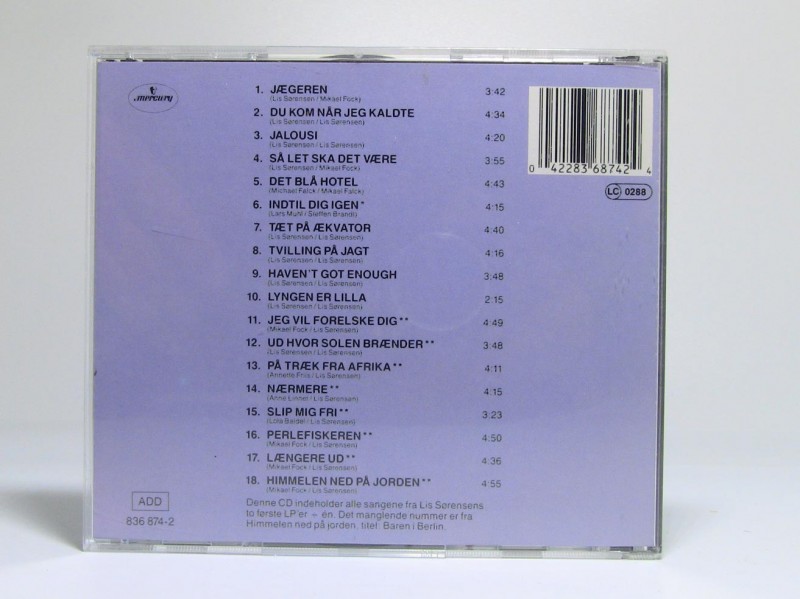 mercury
1. JÆGEREN 3:42
(Lis Sørensen / Mikael Fock)
2. DU KOM NÅR JEG KALDTE 4:34
(Lis Sørensen / Lis Sørensen)
3. JALOUSI 4:20
(Lis Sørensen / Lis Sørensen)
4. SÅ LET SKA DET VÆRE 3:55
(Lis Sørensen / Mikael Fock)
5. DET BLÅ HOTEL 4:43
(Michael Falck / Mikael Falck)
6. INDTIL DIG IGEN* 4:15
(Lars Muhl / Steffen Brandt)
7. TÆT PÅ ÆKVATOR 4:40
(Lis Sørensen / Lis Sørensen)
8. TVILLING PÅ JAGT 4:16
(Lis Sørensen / Lis Sørensen)
9. HAVEN'T GOT ENOUGH 3:48
(Lis Sørensen / Lis Sørensen)
10. LYNGEN ER LILLA 2:15
(Lis Sørensen / Lis Sørensen)
11. JEG VIL FORELSKE DIG** 4:49
(Mikael Fock / Lis Sørensen)
12. UD HVOR SOLEN BRÆNDER** 3:48
(Lis Sørensen / Lis Sørensen)
13. PÅ TRÆK FRA AFRIKA** 4:11
(Annette Friis / Lis Sørensen)
14. NÆRMERE** 4:15
(Anne Linnet / Lis Sørensen)
15. SLIP MIG FRI** 3:23
(Lola Baidel / Lis Sørensen)
16. PERLEFISKEREN** 4:50
(Mikael Fock / Lis Sørensen)
17. LÆNGERE UD** 4:36
(Mikael Fock / Lis Sørensen)
18. HIMMELEN NED PÅ JORDEN** 4:55
(Mikael Fock / Lis Sørensen)
Denne CD indeholder alle sangene fra Lis Sørensens
to første LP'er ÷ én. Det manglende nummer er fra
Himmelen ned på jorden, titel: Baren i Berlin.
0 42283 68742 4
LC 0288
ADD
836 874-2